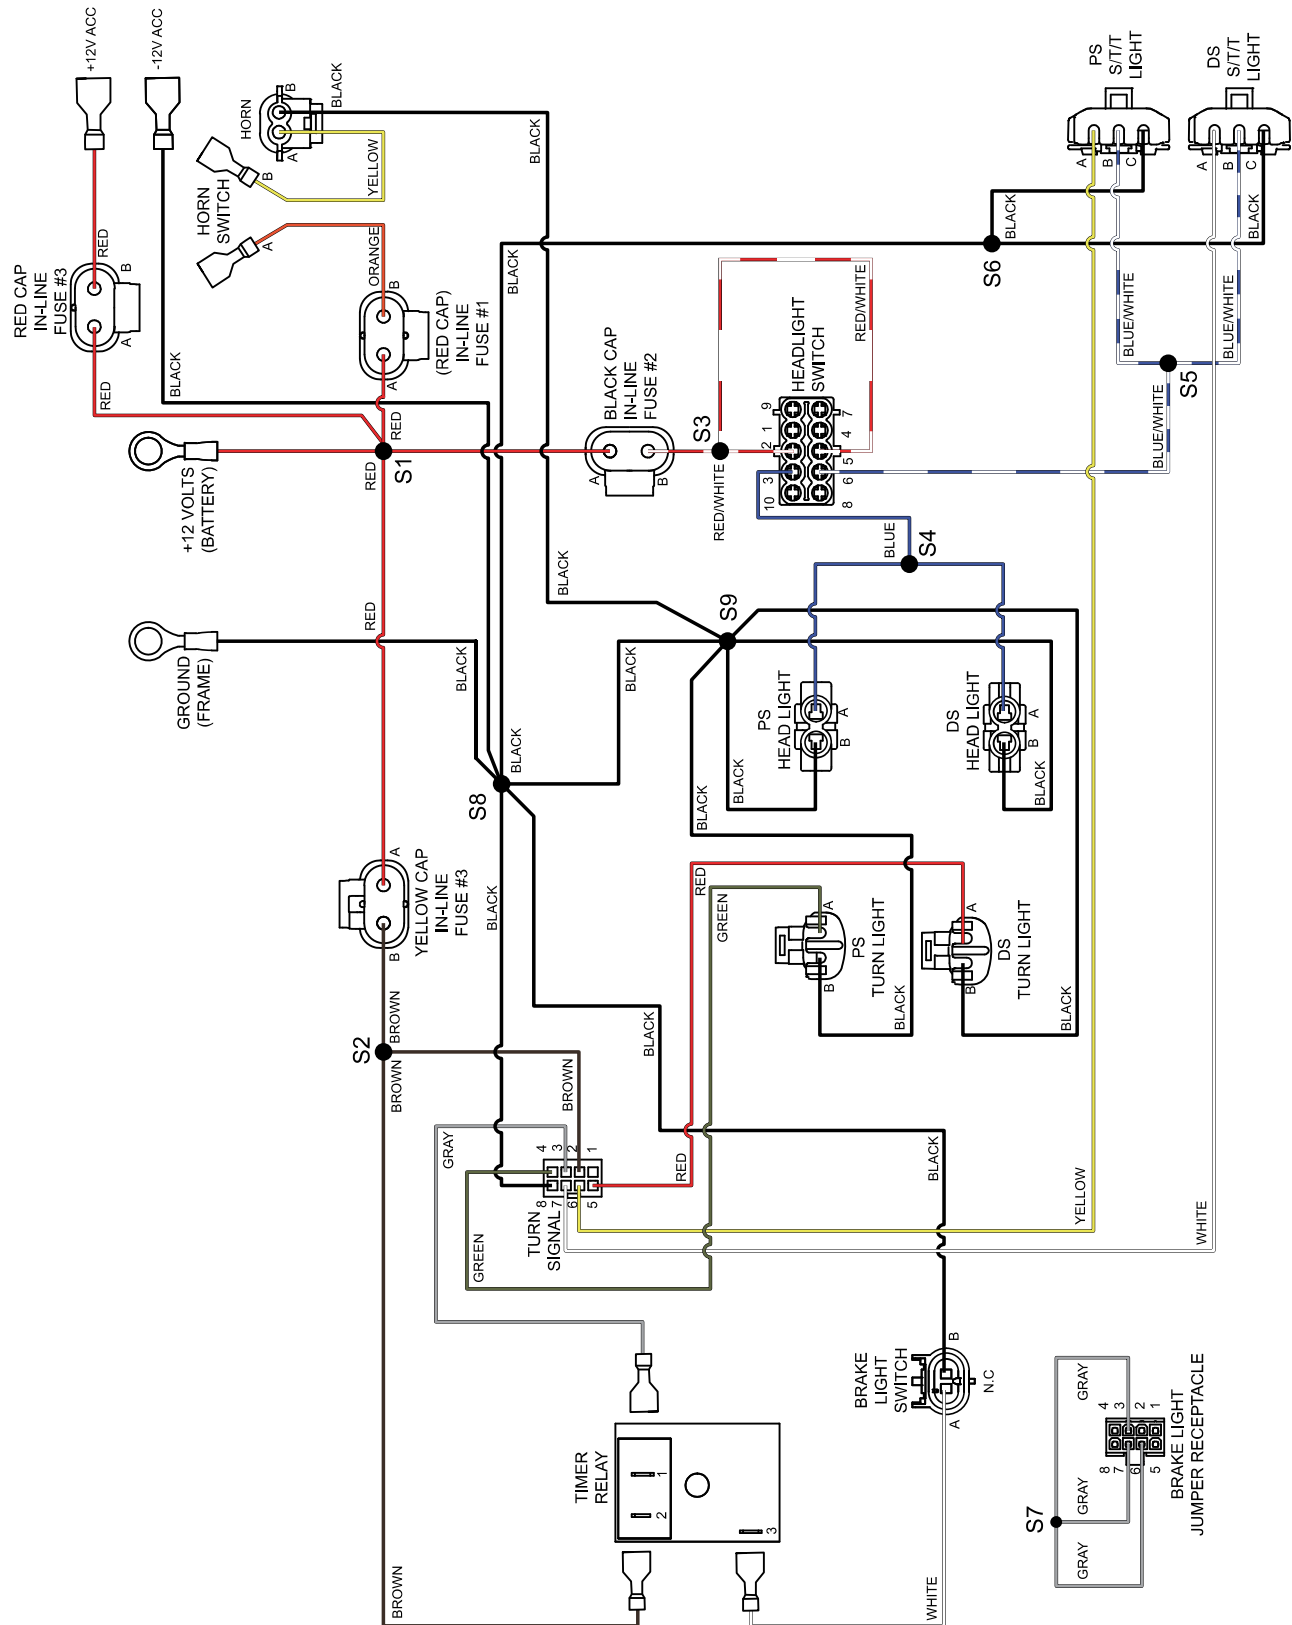 +12V ACC
-12V ACC
RED
RED
RED CAP
IN-LINE
FUSE #3
A
B
BLACK
HORN
A
B
BLACK
BLACK
YELLOW
HORN
SWITCH
B
A
ORANGE
(RED CAP)
IN-LINE
FUSE #1
A
B
RED
+12 VOLTS
(BATTERY)
RED
S1
BLACK CAP
IN-LINE
FUSE #2
A
B
S3
RED/WHITE
RED/WHITE
HEADLIGHT
SWITCH
9
1
2
3
10
7
4
5
6
8
BLACK
BLACK
PS
S/T/T
LIGHT
A
B
C
DS
S/T/T
LIGHT
A
B
C
BLACK
BLACK
S6
BLUE/WHITE
BLUE/WHITE
S5
BLUE/WHITE
BLUE
S4
GROUND
(FRAME)
RED
BLACK
BLACK
S8
S9
BLACK
PS
HEAD LIGHT
A
B
BLACK
DS
HEAD LIGHT
A
B
BLACK
BLACK
YELLOW CAP
IN-LINE
FUSE #3
A
B
BLACK
RED
GREEN
PS
TURN LIGHT
A
B
BLACK
DS
TURN LIGHT
A
B
BLACK
BROWN
S2
BROWN
BROWN
BLACK
GRAY
TURN
SIGNAL
4
3
2
1
8
7
6
5
RED
GREEN
BLACK
YELLOW
WHITE
TIMER
RELAY
1
2
3
BROWN
BRAKE
LIGHT
SWITCH
A
B
N.C
WHITE
S7
GRAY
GRAY
GRAY
4
3
2
1
8
7
6
5
BRAKE LIGHT
JUMPER RECEPTACLE